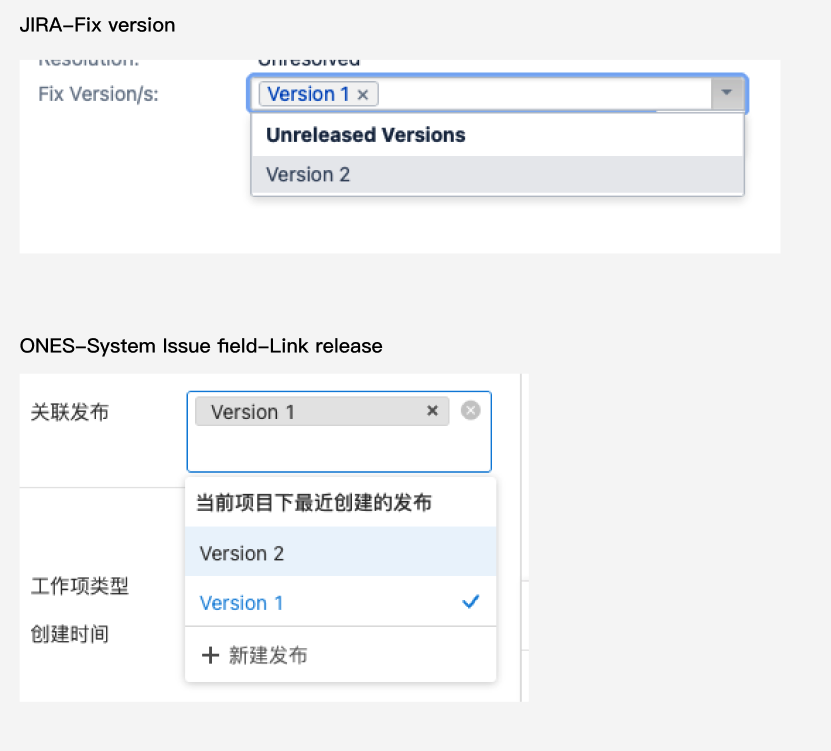 JIRA–Fix version
Resolution: Unresolved
Fix Version/s: Version 1 ×
Unreleased Versions
Version 2
ONES–System Issue field–Link release
关联发布 Version 1 ×
当前项目下最近创建的发布
Version 2
工作项类型
Version 1
创建时间
+ 新建发布